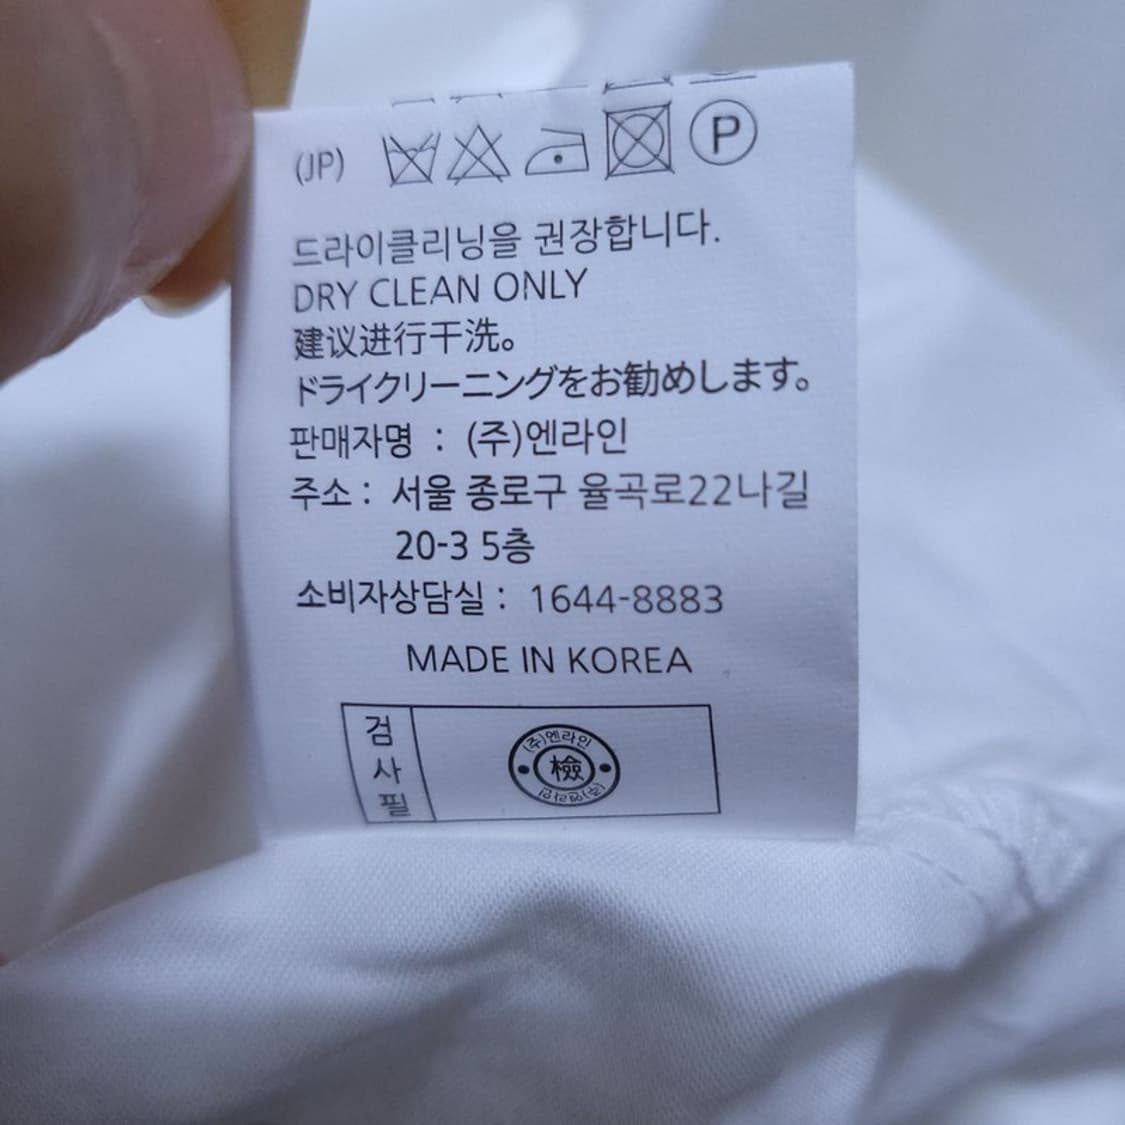 (JP) P
드라이클리닝을 권장합니다.
DRY CLEAN ONLY
建议进行干洗。
ドライクリーニングをお勧めします。
판매자명 : (주)엔라인
주소 : 서울 종로구 율곡로22나길
20-3 5층
소비자상담실 : 1644-8883
MADE IN KOREA
검사필
(주)엔라인
檢
(주)엔라인